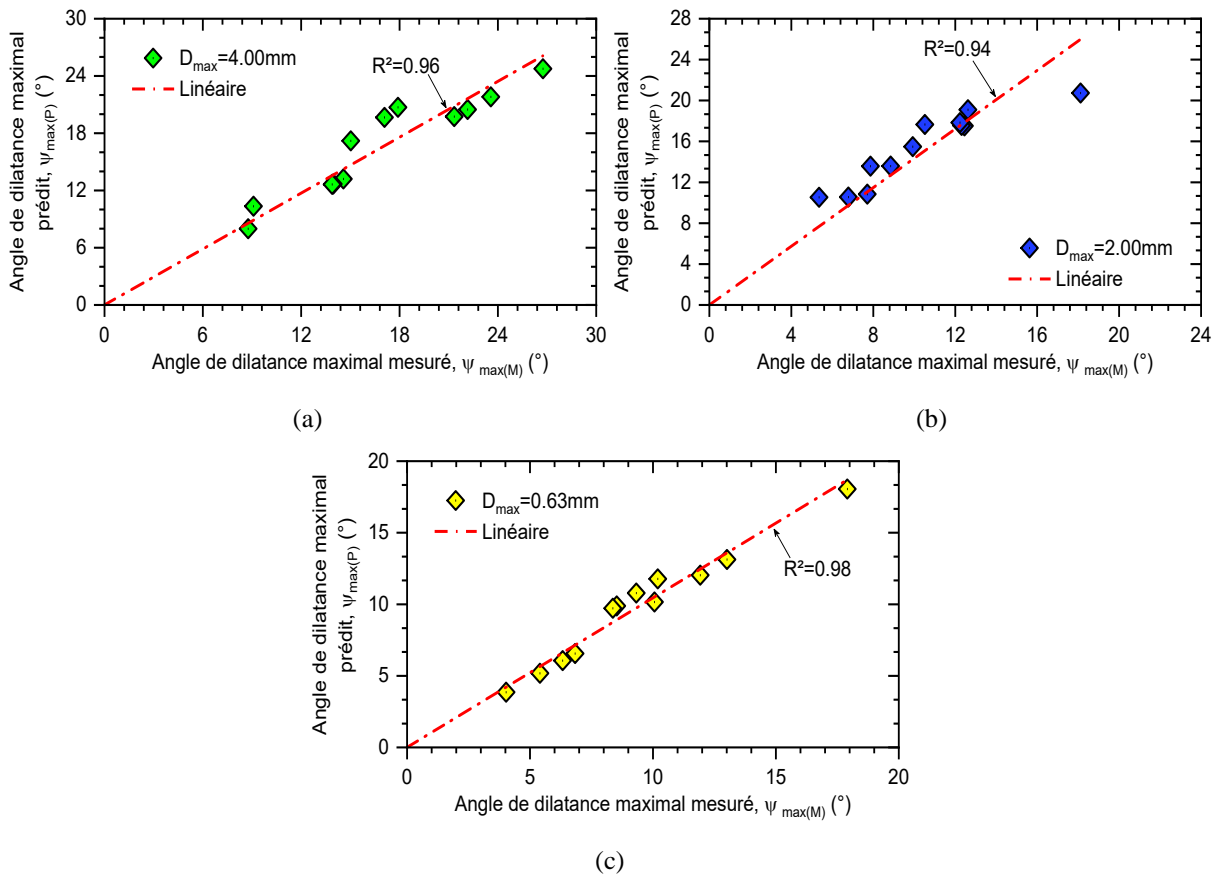 30
24
18
12
6
0
Angle de dilatance maximal
prédit, ψmax(P) (°)
Dmax=4.00mm
Linéaire
R²=0.96
0 6 12 18 24 30
Angle de dilatance maximal mesuré, ψ max(M) (°)
(a)
28
24
20
16
12
8
4
0
Angle de dilatance maximal
prédit, ψmax(P) (°)
R²=0.94
Dmax=2.00mm
Linéaire
0 4 8 12 16 20 24
Angle de dilatance maximal mesuré, ψ max(M) (°)
(b)
20
15
10
5
0
Angle de dilatance maximal
prédit, ψmax(P) (°)
Dmax=0.63mm
Linéaire
R²=0.98
0 5 10 15 20
Angle de dilatance maximal mesuré, ψ max(M) (°)
(c)